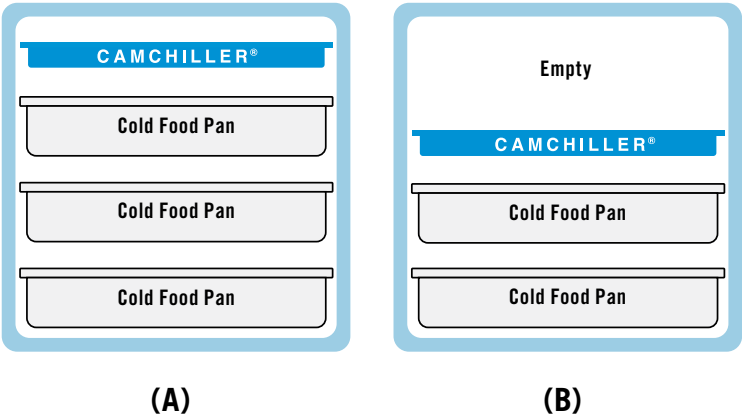 CAMCHILLER®
Cold Food Pan
Cold Food Pan
Cold Food Pan
(A)
Empty
CAMCHILLER®
Cold Food Pan
Cold Food Pan
(B)